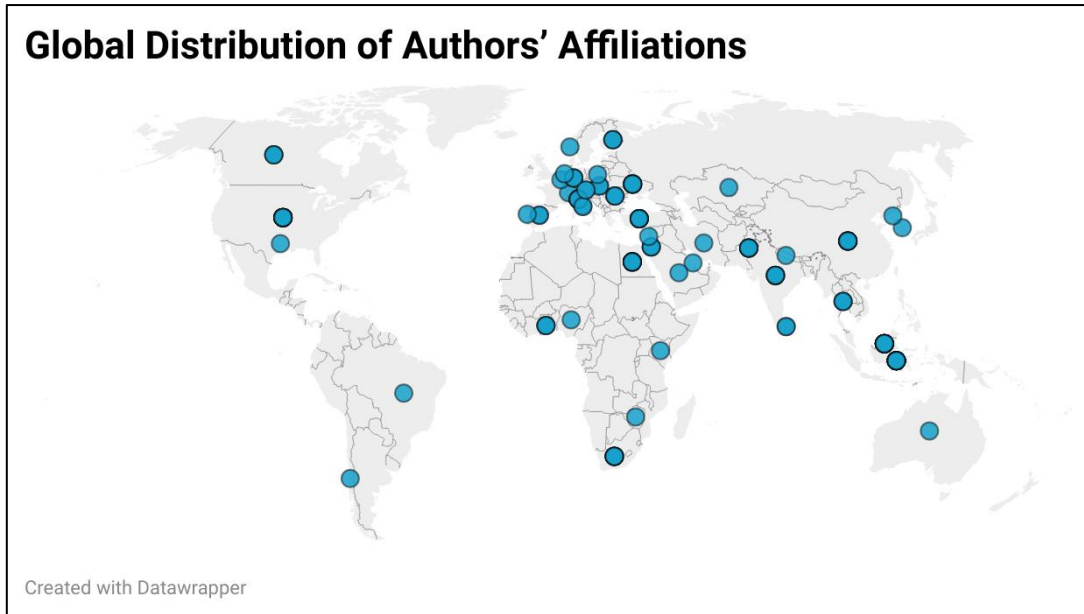 Global Distribution of Authors’ Affiliations
Created with Datawrapper